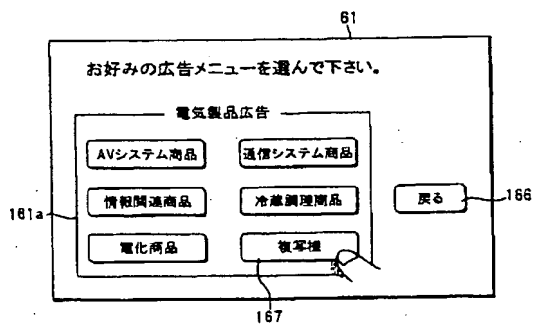 61
お好みの広告メニューを選んで下さい。
電気製品広告
AVシステム商品 通信システム商品
情報関連商品 冷蔵調理商品 戻る 166
161a
電化商品 複写機
167